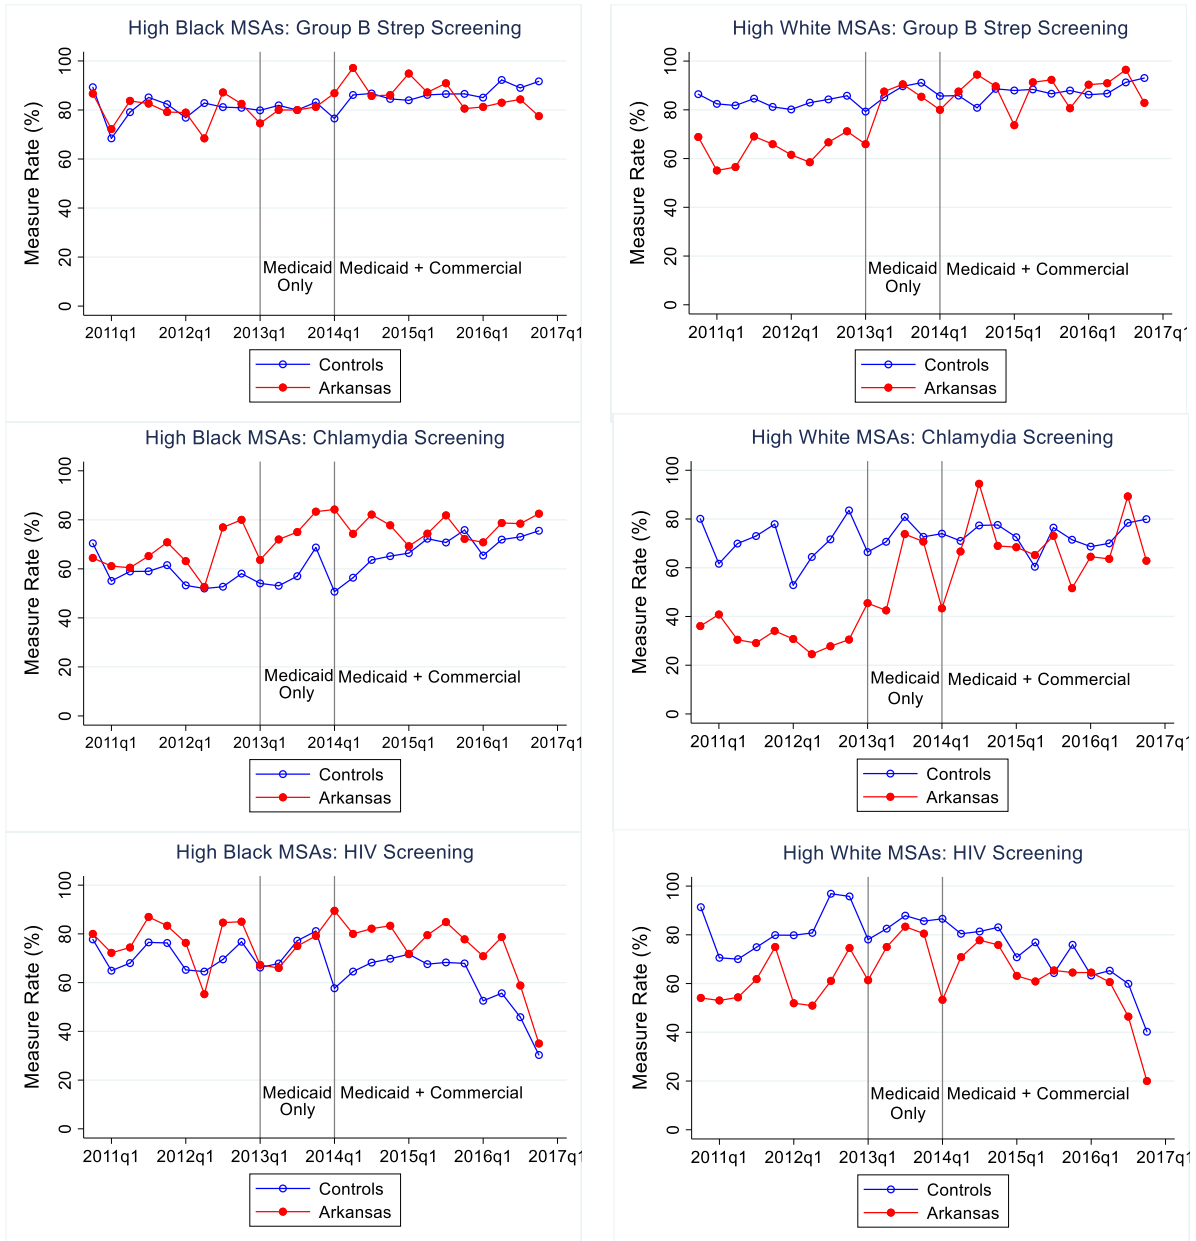 High Black MSAs: Group B Strep Screening
Measure Rate (%)
100
80
60
40
20
0
Medicaid Only
Medicaid + Commercial
2011q1 2012q1 2013q1 2014q1 2015q1 2016q1 2017q1
Controls
Arkansas
High White MSAs: Group B Strep Screening
Measure Rate (%)
100
80
60
40
20
0
Medicaid Only
Medicaid + Commercial
2011q1 2012q1 2013q1 2014q1 2015q1 2016q1 2017q1
Controls
Arkansas
High Black MSAs: Chlamydia Screening
Measure Rate (%)
100
80
60
40
20
0
Medicaid Only
Medicaid + Commercial
2011q1 2012q1 2013q1 2014q1 2015q1 2016q1 2017q1
Controls
Arkansas
High White MSAs: Chlamydia Screening
Measure Rate (%)
100
80
60
40
20
0
Medicaid Only
Medicaid + Commercial
2011q1 2012q1 2013q1 2014q1 2015q1 2016q1 2017q1
Controls
Arkansas
High Black MSAs: HIV Screening
Measure Rate (%)
100
80
60
40
20
0
Medicaid Only
Medicaid + Commercial
2011q1 2012q1 2013q1 2014q1 2015q1 2016q1 2017q1
Controls
Arkansas
High White MSAs: HIV Screening
Measure Rate (%)
100
80
60
40
20
0
Medicaid Only
Medicaid + Commercial
2011q1 2012q1 2013q1 2014q1 2015q1 2016q1 2017q1
Controls
Arkansas